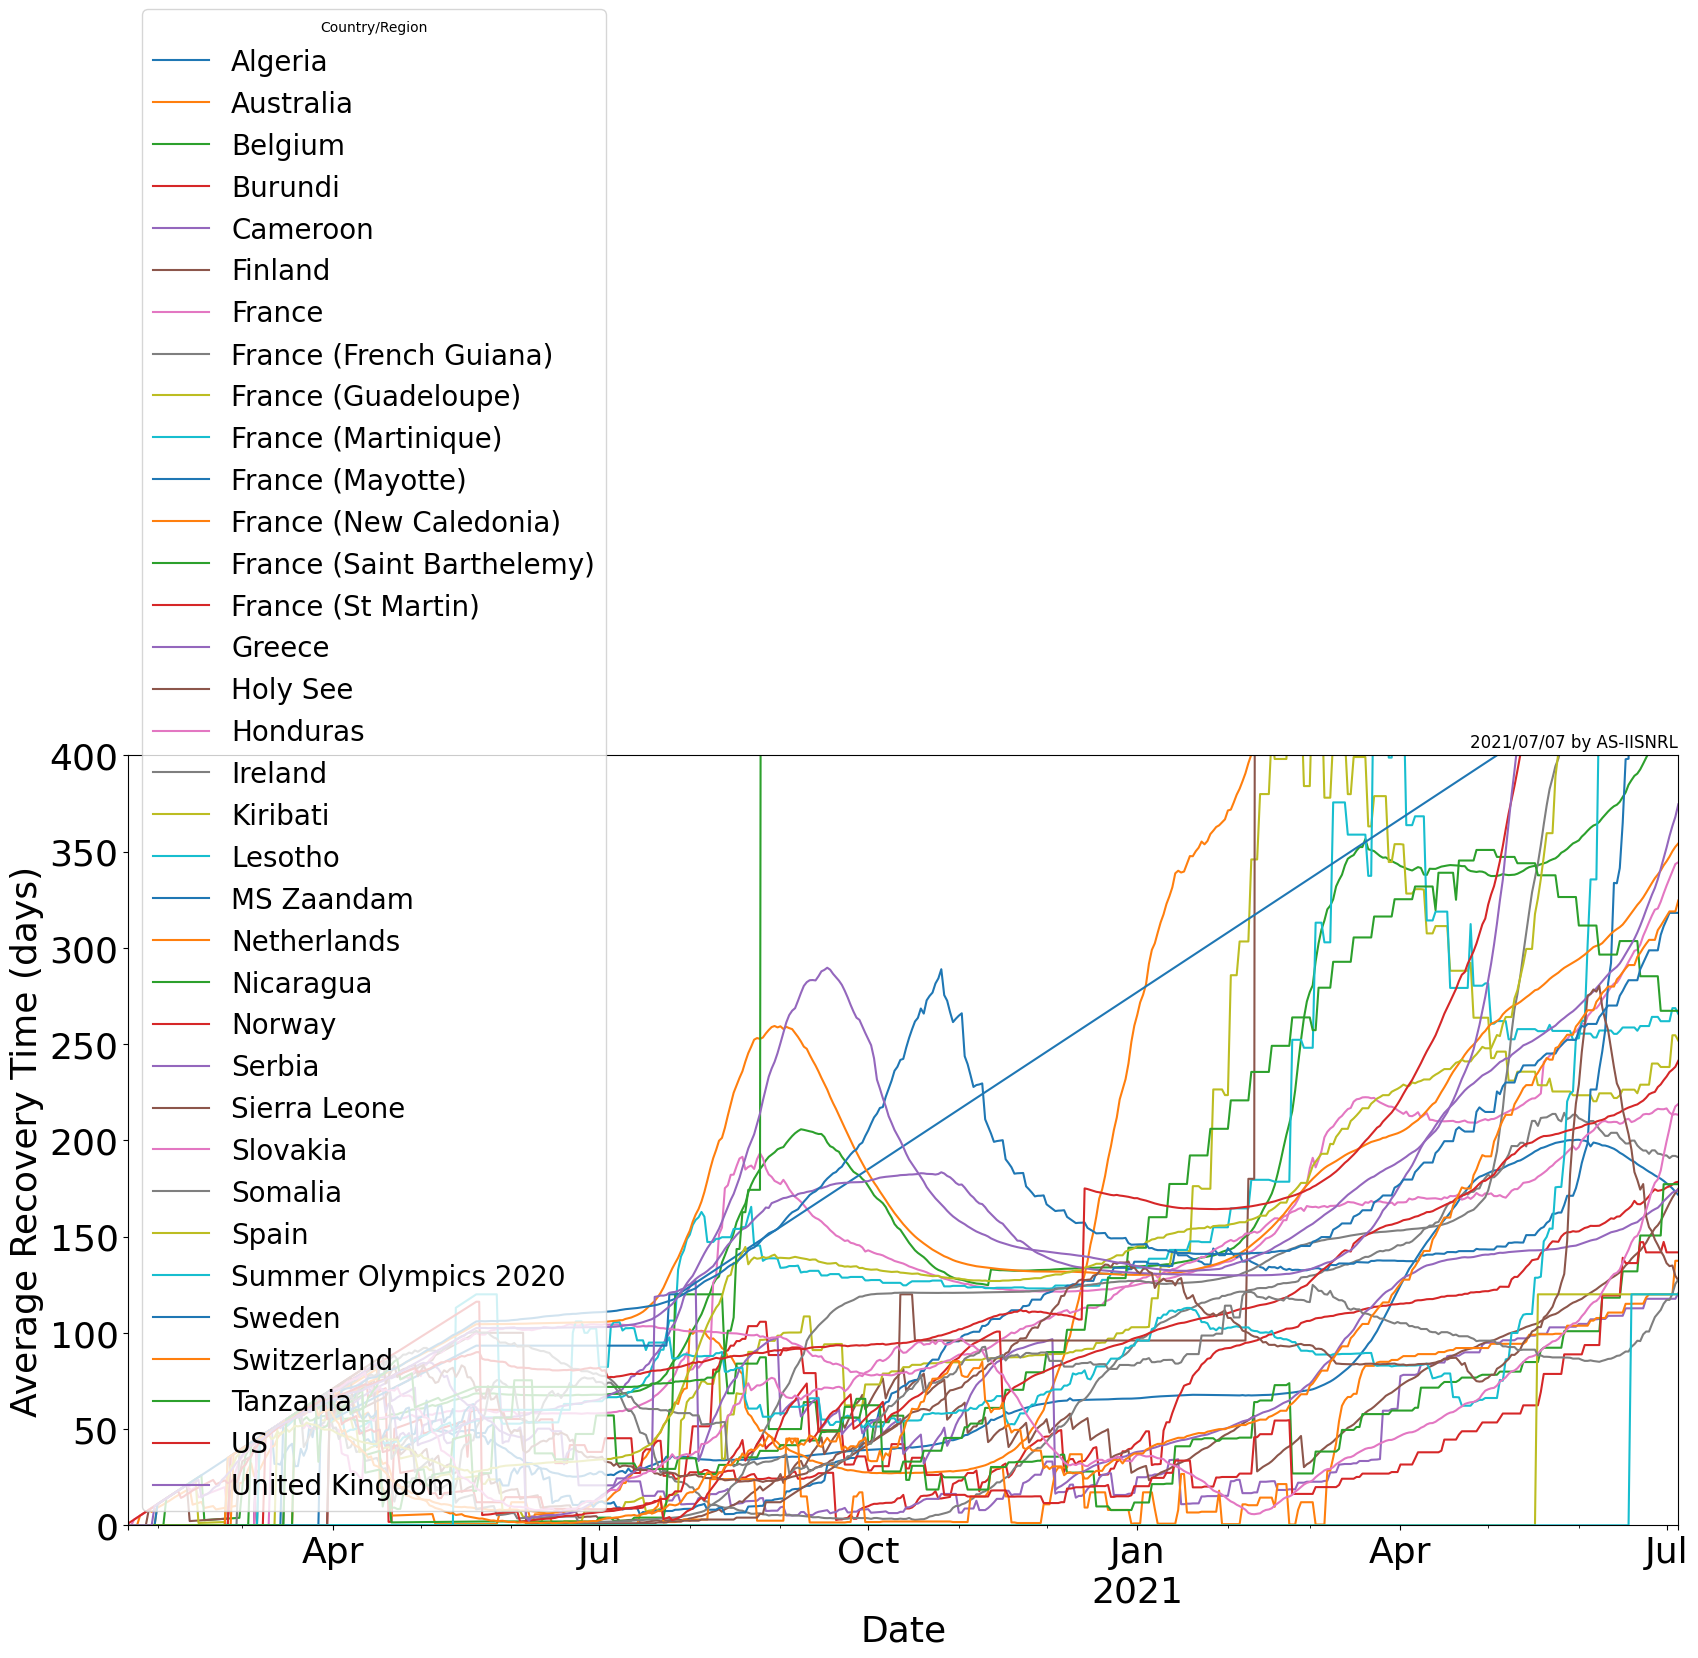 Country/Region
Algeria
Australia
Belgium
Burundi
Cameroon
Finland
France
France (French Guiana)
France (Guadeloupe)
France (Martinique)
France (Mayotte)
France (New Caledonia)
France (Saint Barthelemy)
France (St Martin)
Greece
Holy See
Honduras
Ireland
Kiribati
Lesotho
MS Zaandam
Netherlands
Nicaragua
Norway
Serbia
Sierra Leone
Slovakia
Somalia
Spain
Summer Olympics 2020
Sweden
Switzerland
Tanzania
US
United Kingdom
2021/07/07 by AS-IISNRL
400
350
300
250
200
150
100
50
0
Average Recovery Time (days)
Apr
Jul
Oct
Jan
2021
Apr
Jul
Date